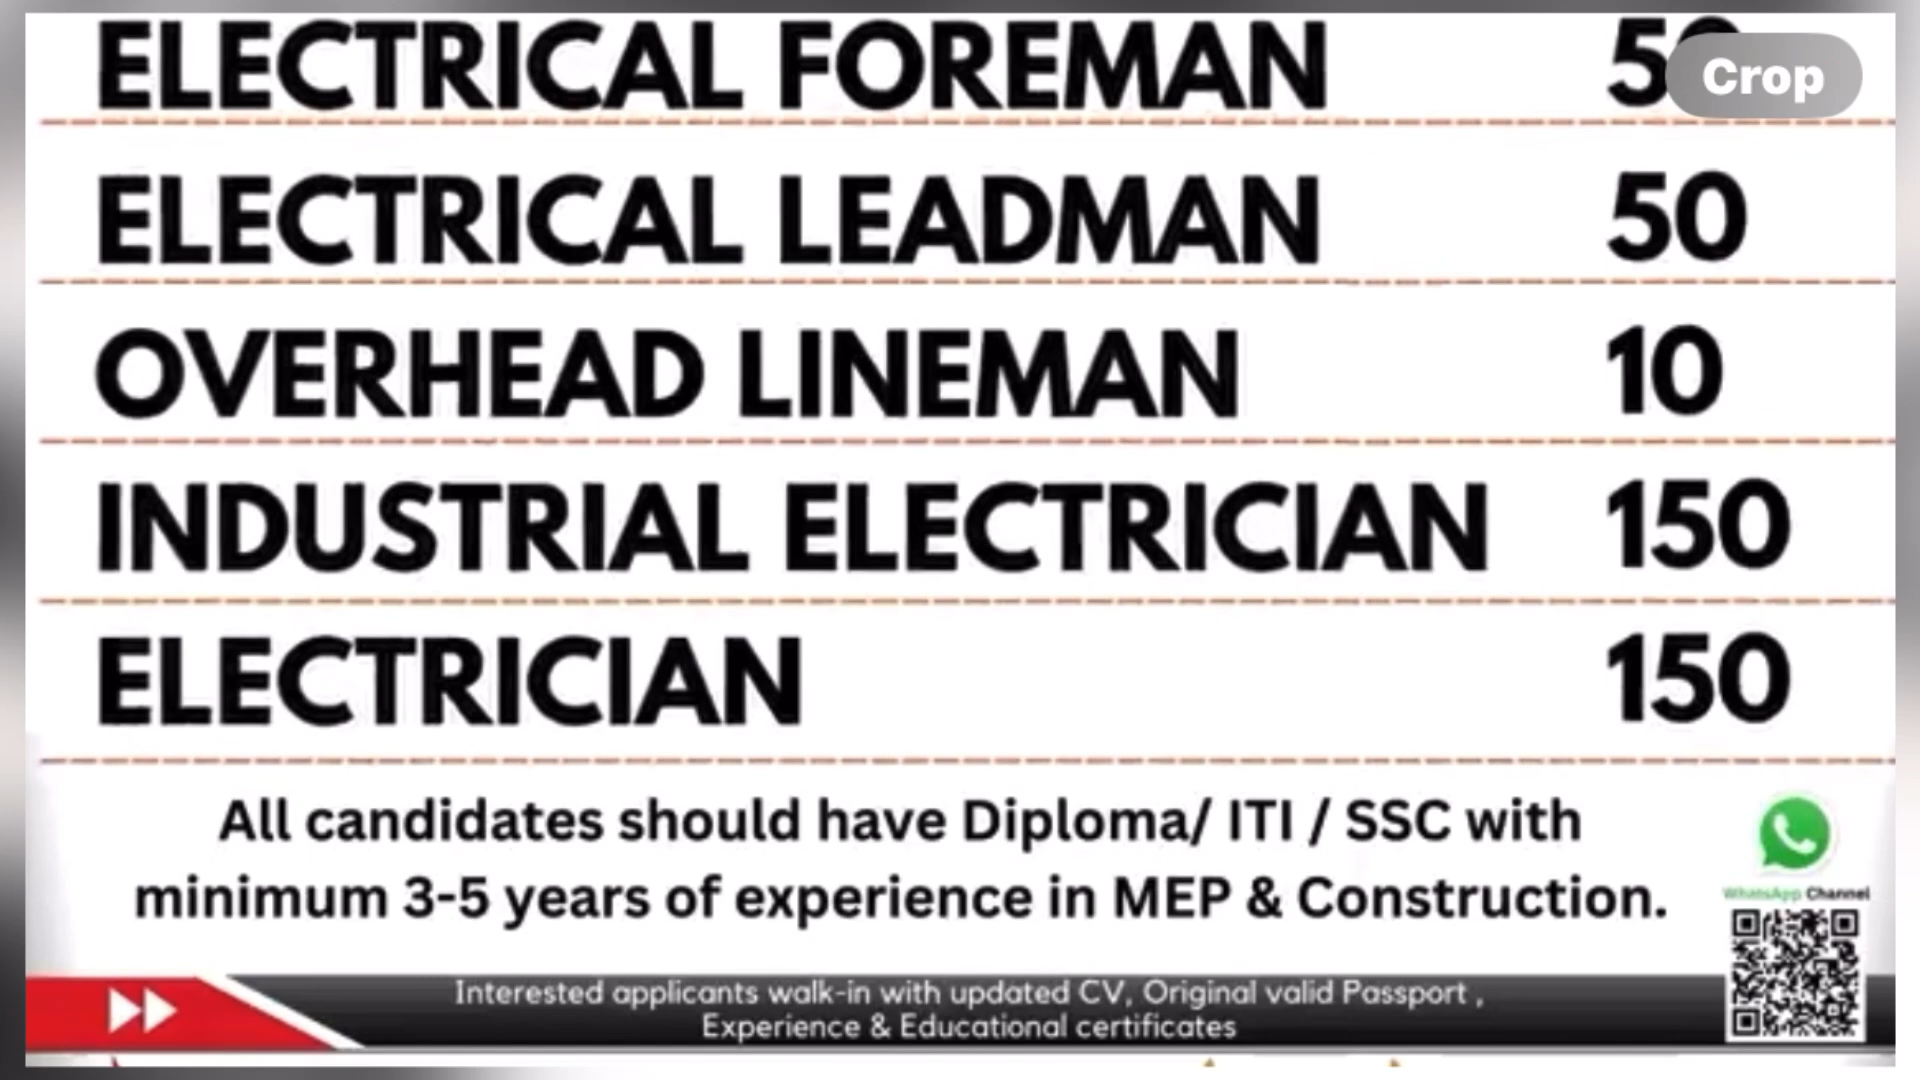 ELECTRICAL FOREMAN
Crop
ELECTRICAL LEADMAN 50
OVERHEAD LINEMAN 10
INDUSTRIAL ELECTRICIAN 150
ELECTRICIAN 150
All candidates should have Diploma/ ITI / SSC with
minimum 3-5 years of experience in MEP & Construction.
WhatsApp Channel
Interested applicants walk-in with updated CV, Original valid Passport ,
Experience & Educational certificates